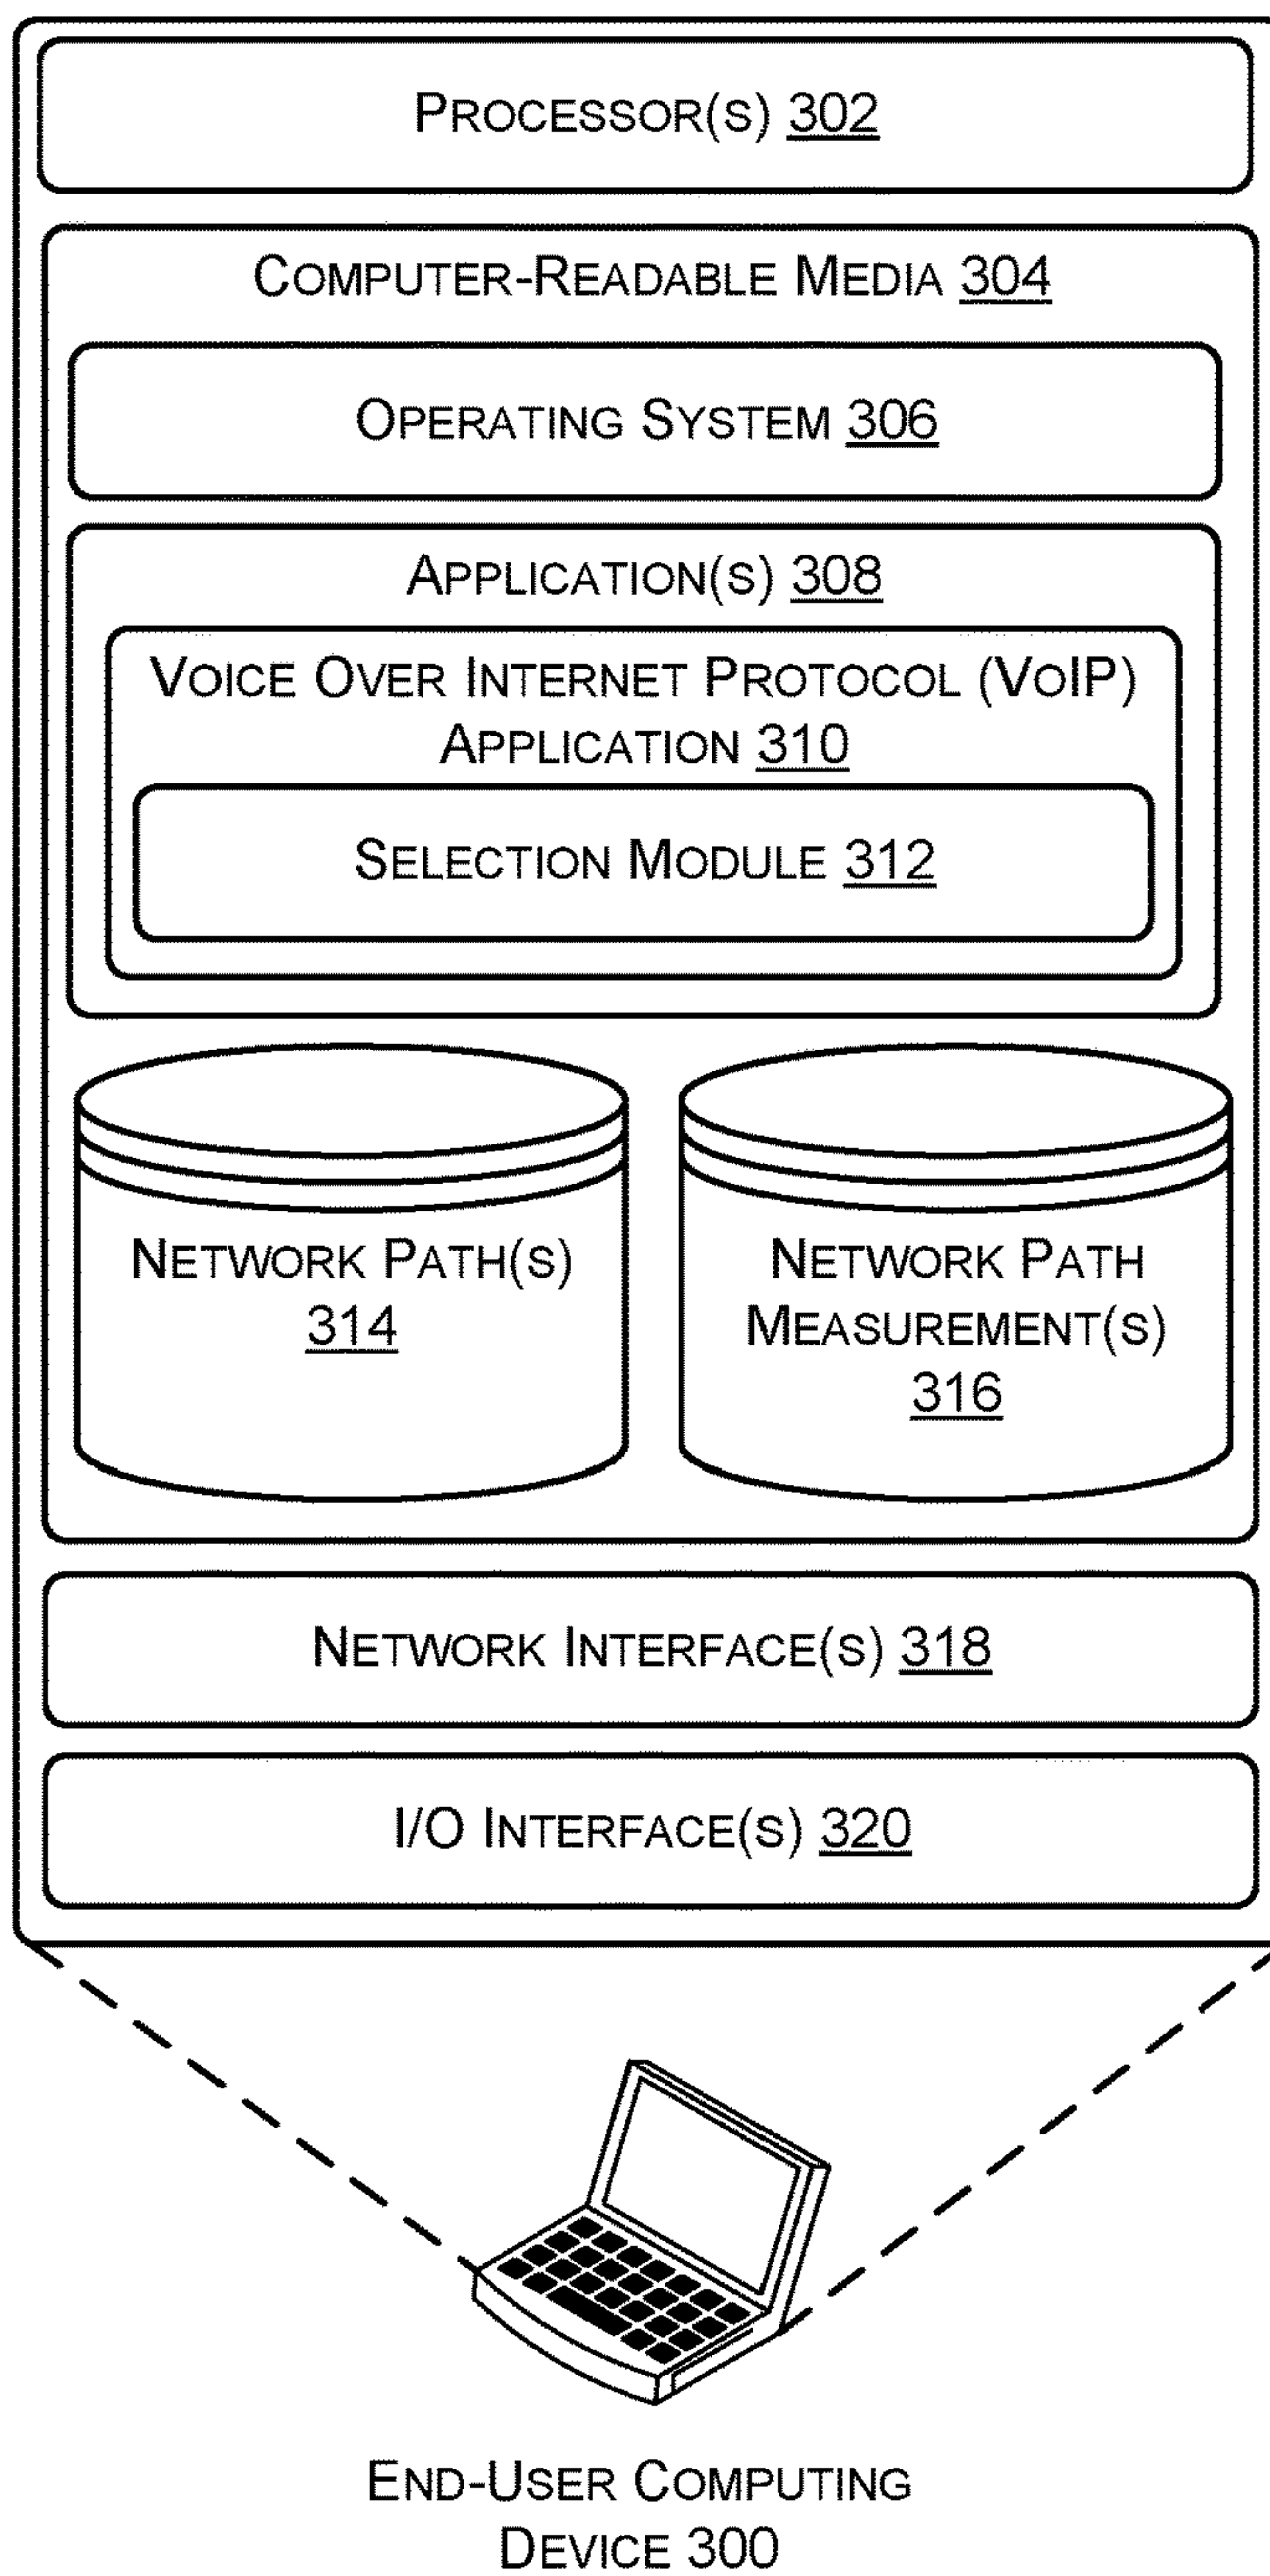 PROCESSOR(S) 302
COMPUTER-READABLE MEDIA 304
OPERATING SYSTEM 306
APPLICATION(S) 308
VOICE OVER INTERNET PROTOCOL (VOIP)
APPLICATION 310
SELECTION MODULE 312
NETWORK PATH(S)
314
NETWORK PATH
MEASUREMENT(S)
316
NETWORK INTERFACE(S) 318
I/O INTERFACE(S) 320
END-USER COMPUTING
DEVICE 300